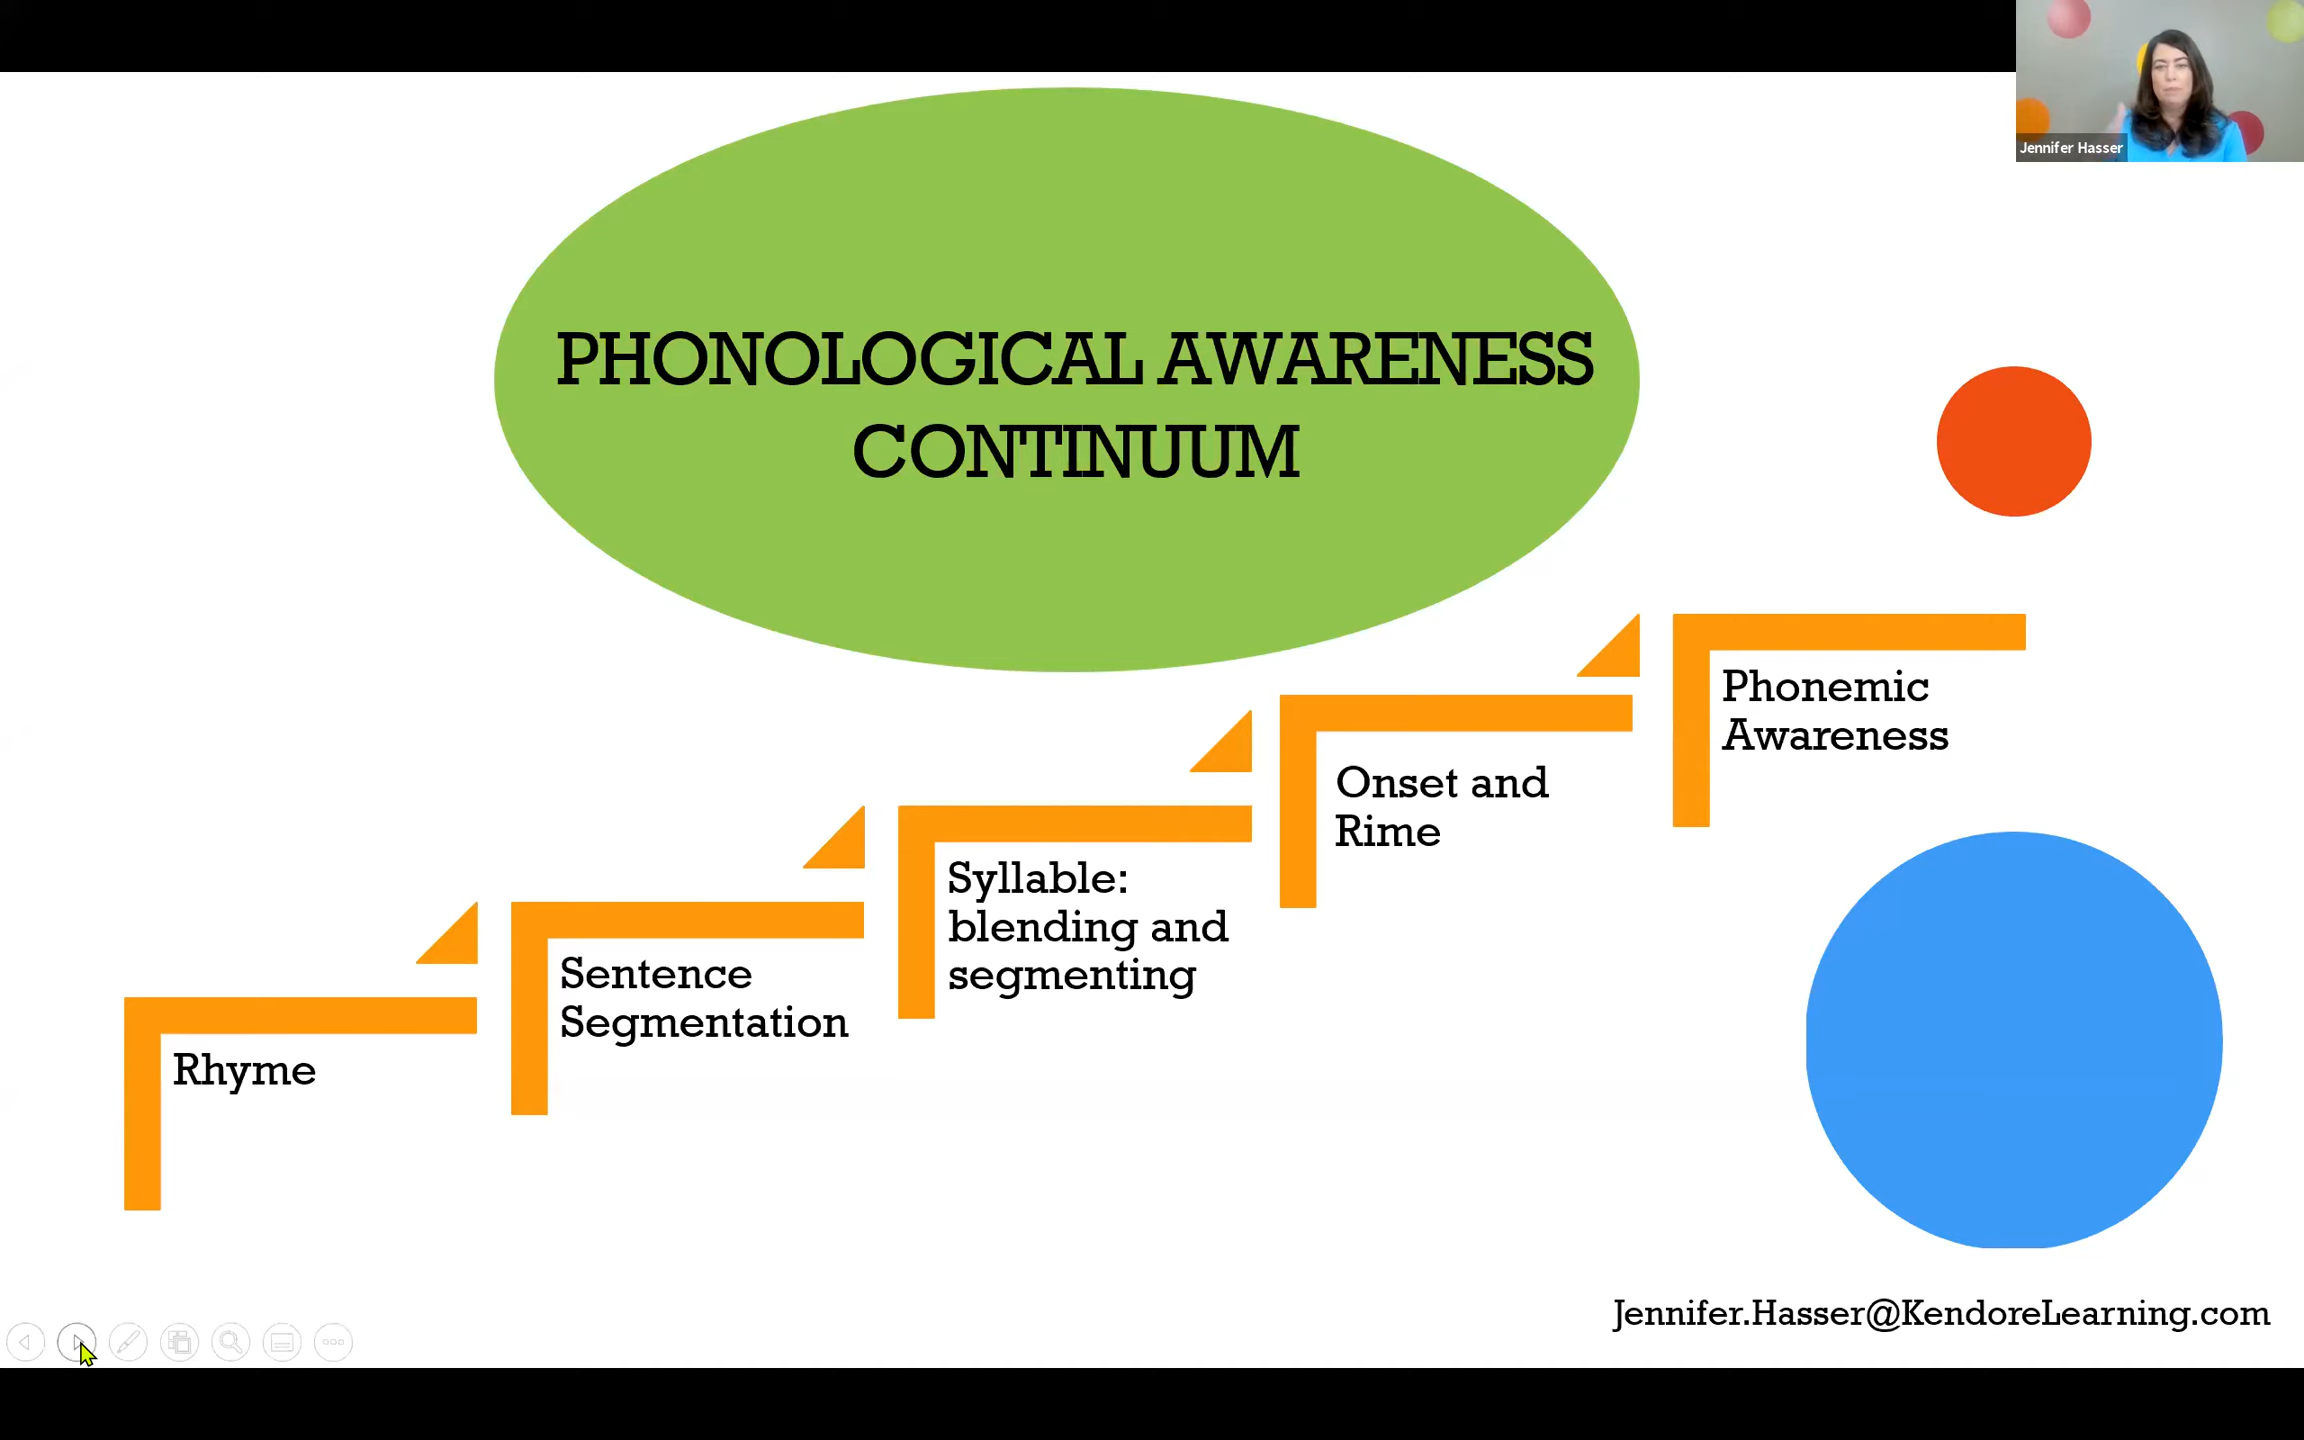 Jennifer Hasser
PHONOLOGICAL AWARENESS
CONTINUUM
Rhyme
Sentence
Segmentation
Syllable:
blending and
segmenting
Onset and
Rime
Phonemic
Awareness
Jennifer.Hasser@KendoreLearning.com